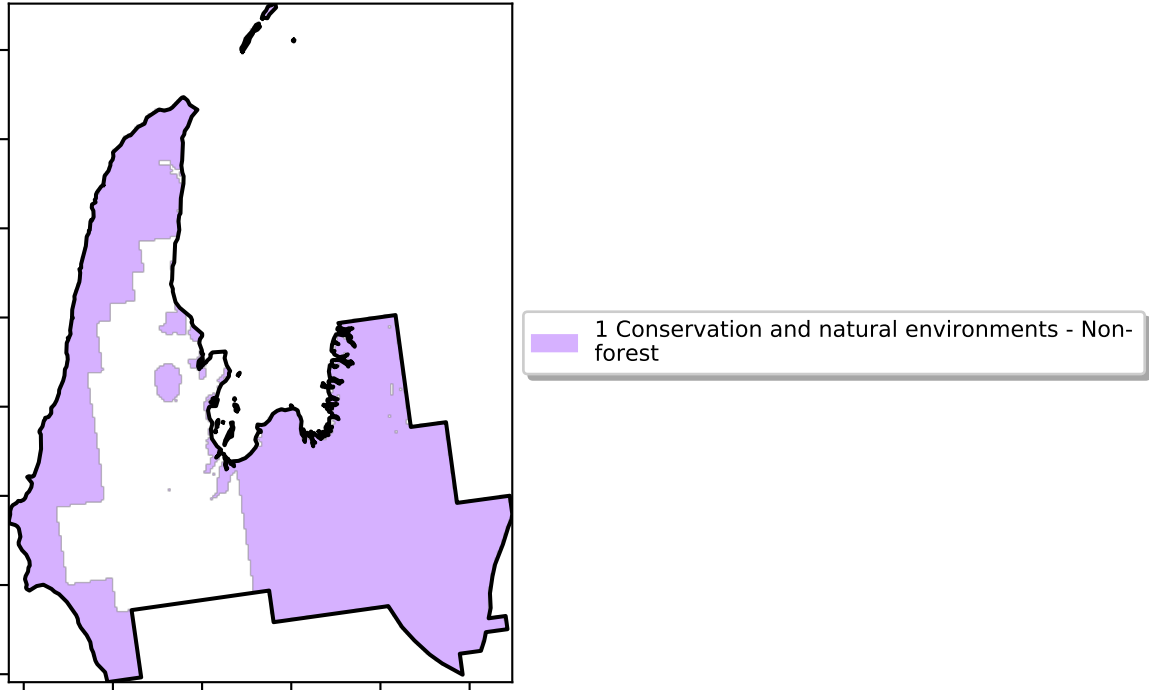 1 Conservation and natural environments - Non-
forest